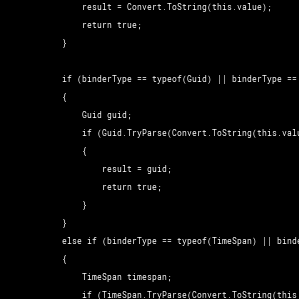 result = Convert.ToString(this.value);
return true;
}
if (binderType == typeof(Guid) || binderType ==
{
Guid guid;
if (Guid.TryParse(Convert.ToString(this.valu
{
result = guid;
return true;
}
}
else if (binderType == typeof(TimeSpan) || binde
{
TimeSpan timespan;
if (TimeSpan.TryParse(Convert.ToString(this